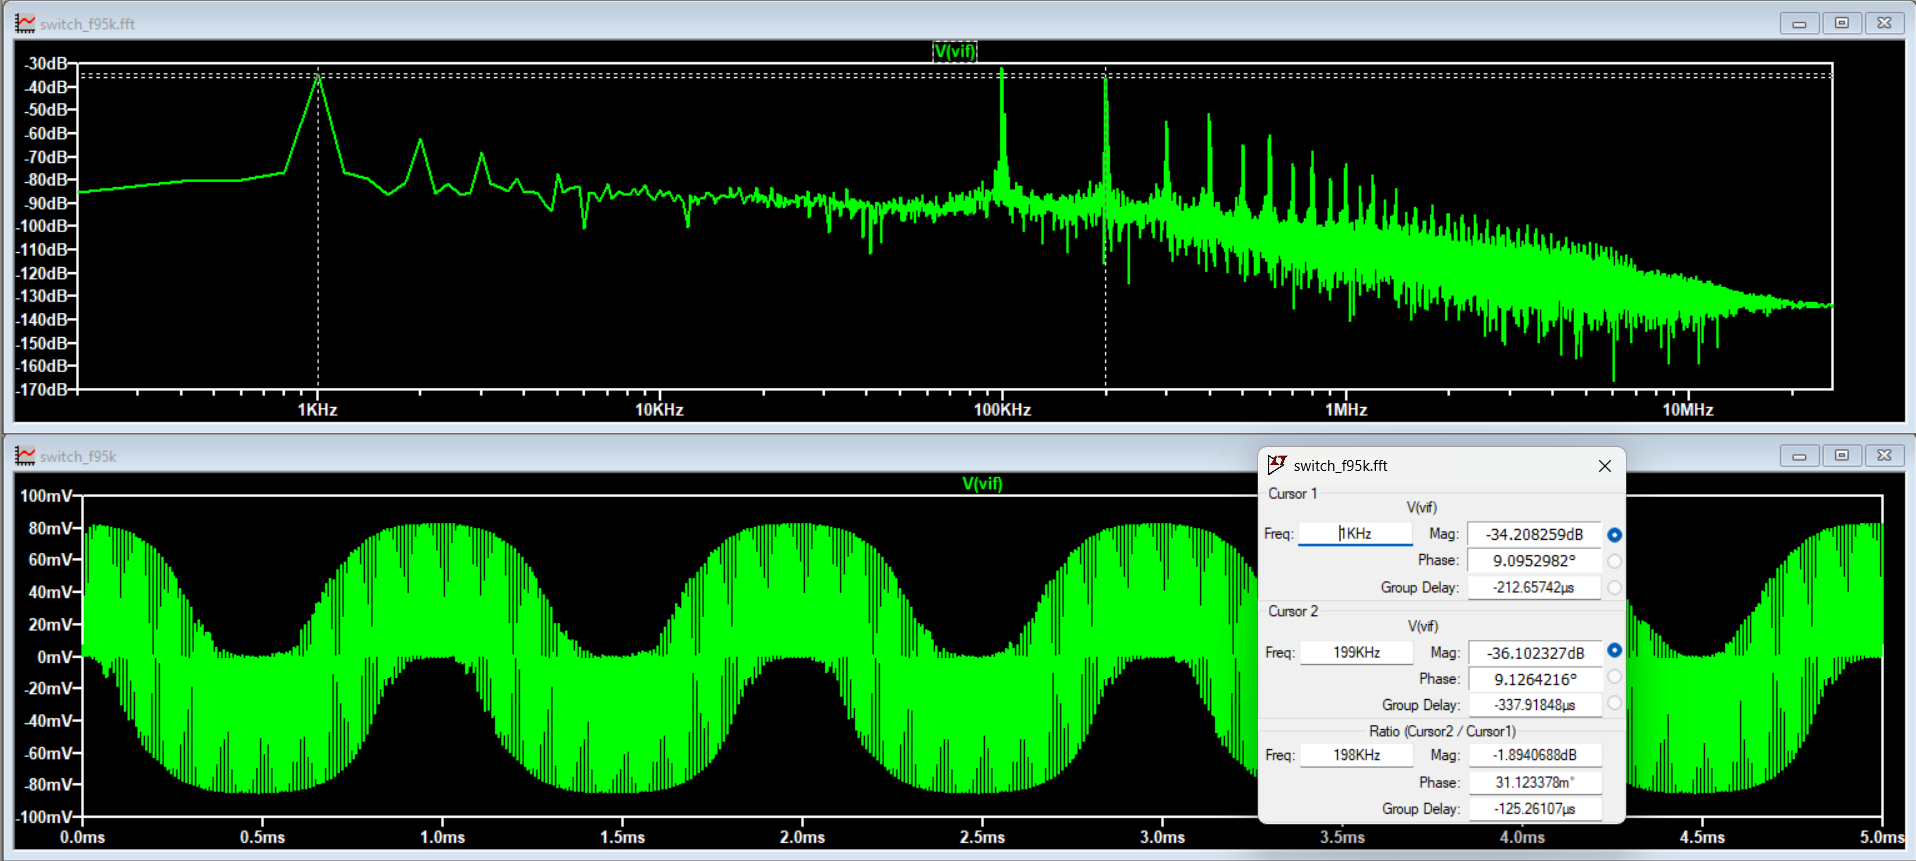 switch_f95k.fft
V(vif)
-30dB
-40dB
-50dB
-60dB
-70dB
-80dB
-90dB
-100dB
-110dB
-120dB
-130dB
-140dB
-150dB
-160dB
-170dB
1KHz 10KHz 100KHz 1MHz 10MHz
switch_f95k
V(vif)
100mV
80mV
60mV
40mV
20mV
0mV
-20mV
-40mV
-60mV
-80mV
-100mV
0.0ms 0.5ms 1.0ms 1.5ms 2.0ms 2.5ms 3.0ms 3.5ms 4.0ms 4.5ms 5.0ms
switch_f95k.fft
Cursor 1
V(vif)
Freq: 1KHz Mag: -34.208259dB
Phase: 9.0952982°
Group Delay: -212.65742µs
Cursor 2
V(vif)
Freq: 199KHz Mag: -36.102327dB
Phase: 9.1264216°
Group Delay: -337.91848µs
Ratio (Cursor2 / Cursor1)
Freq: 198KHz Mag: -1.8940688dB
Phase: 31.123378m°
Group Delay: -125.26107µs